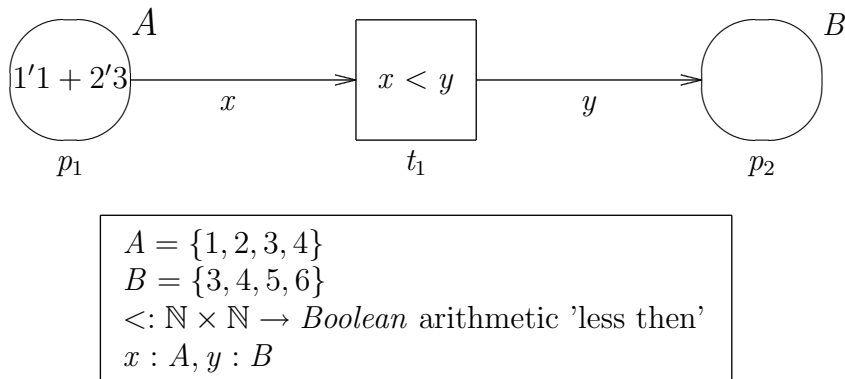 A B
1′1 + 2′3 x < y
x y
p₁ t₁ p₂
A = {1, 2, 3, 4}
B = {3, 4, 5, 6}
<: ℕ × ℕ → Boolean arithmetic 'less then'
x : A, y : B